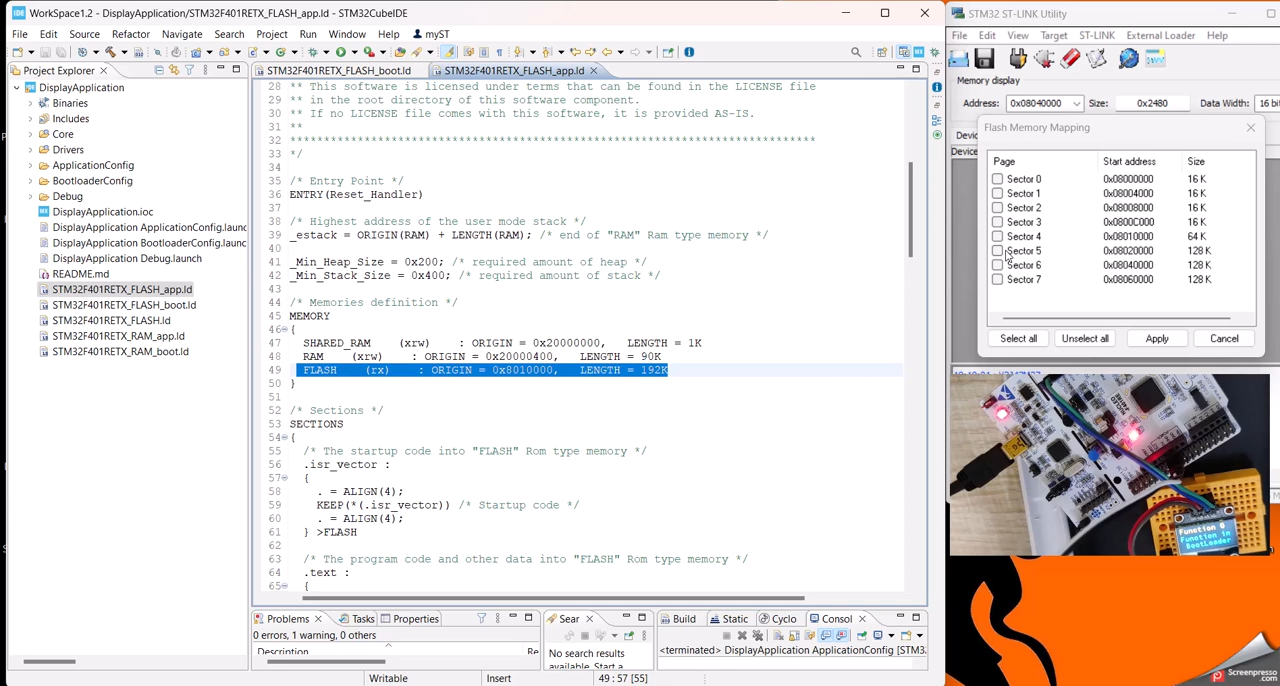 WorkSpace1.2 - DisplayApplication/STM32F401RETX_FLASH_app.ld - STM32CubeIDE
File Edit Source Refactor Navigate Search Project Run Window Help myST
Project Explorer
DisplayApplication
Binaries
Includes
Core
Drivers
ApplicationConfig
BootloaderConfig
Debug
DisplayApplication.ioc
DisplayApplication ApplicationConfig.launc
DisplayApplication BootloaderConfig.launc
DisplayApplication Debug.launch
README.md
STM32F401RETX_FLASH_app.ld
STM32F401RETX_FLASH_boot.ld
STM32F401RETX_FLASH.ld
STM32F401RETX_RAM_app.ld
STM32F401RETX_RAM_boot.ld
STM32F401RETX_FLASH_boot.ld STM32F401RETX_FLASH_app.ld
28 ** This software is licensed under terms that can be found in the LICENSE file
29 ** in the root directory of this software component.
30 ** If no LICENSE file comes with this software, it is provided AS-IS.
31 **
32 ******************************************************************************
33 */
34
35 /* Entry Point */
36 ENTRY(Reset_Handler)
37
38 /* Highest address of the user mode stack */
39 _estack = ORIGIN(RAM) + LENGTH(RAM); /* end of "RAM" Ram type memory */
40
41 _Min_Heap_Size = 0x200; /* required amount of heap */
42 _Min_Stack_Size = 0x400; /* required amount of stack */
43
44 /* Memories definition */
45 MEMORY
46 {
47 SHARED_RAM (xrw) : ORIGIN = 0x20000000, LENGTH = 1K
48 RAM (xrw) : ORIGIN = 0x20000400, LENGTH = 90K
49 FLASH (rx) : ORIGIN = 0x8010000, LENGTH = 192K
50 }
51
52 /* Sections */
53 SECTIONS
54 {
55 /* The startup code into "FLASH" Rom type memory */
56 .isr_vector :
57 {
58 . = ALIGN(4);
59 KEEP(*(.isr_vector)) /* Startup code */
60 . = ALIGN(4);
61 } >FLASH
62
63 /* The program code and other data into "FLASH" Rom type memory */
64 .text :
65 {
Problems Tasks Properties
0 errors, 1 warning, 0 others
Description
Sear
No search results
available. Start a
Build Static Cyclo Consol
<terminated> DisplayApplication ApplicationConfig [STM3
Writable Insert 49 : 57 [55]
STM32 ST-LINK Utility
File Edit View Target ST-LINK External Loader Help
Memory display
Address: 0x08040000 Size: 0x2480 Data Width: 16 bi
Devic
Device
Flash Memory Mapping
Page Start address Size
Sector 0 0x08000000 16 K
Sector 1 0x08004000 16 K
Sector 2 0x08008000 16 K
Sector 3 0x0800C000 16 K
Sector 4 0x08010000 64 K
Sector 5 0x08020000 128 K
Sector 6 0x08040000 128 K
Sector 7 0x08060000 128 K
Select all Unselect all Apply Cancel
Function 6
Function in
BootLoader
Screenpresso
.com